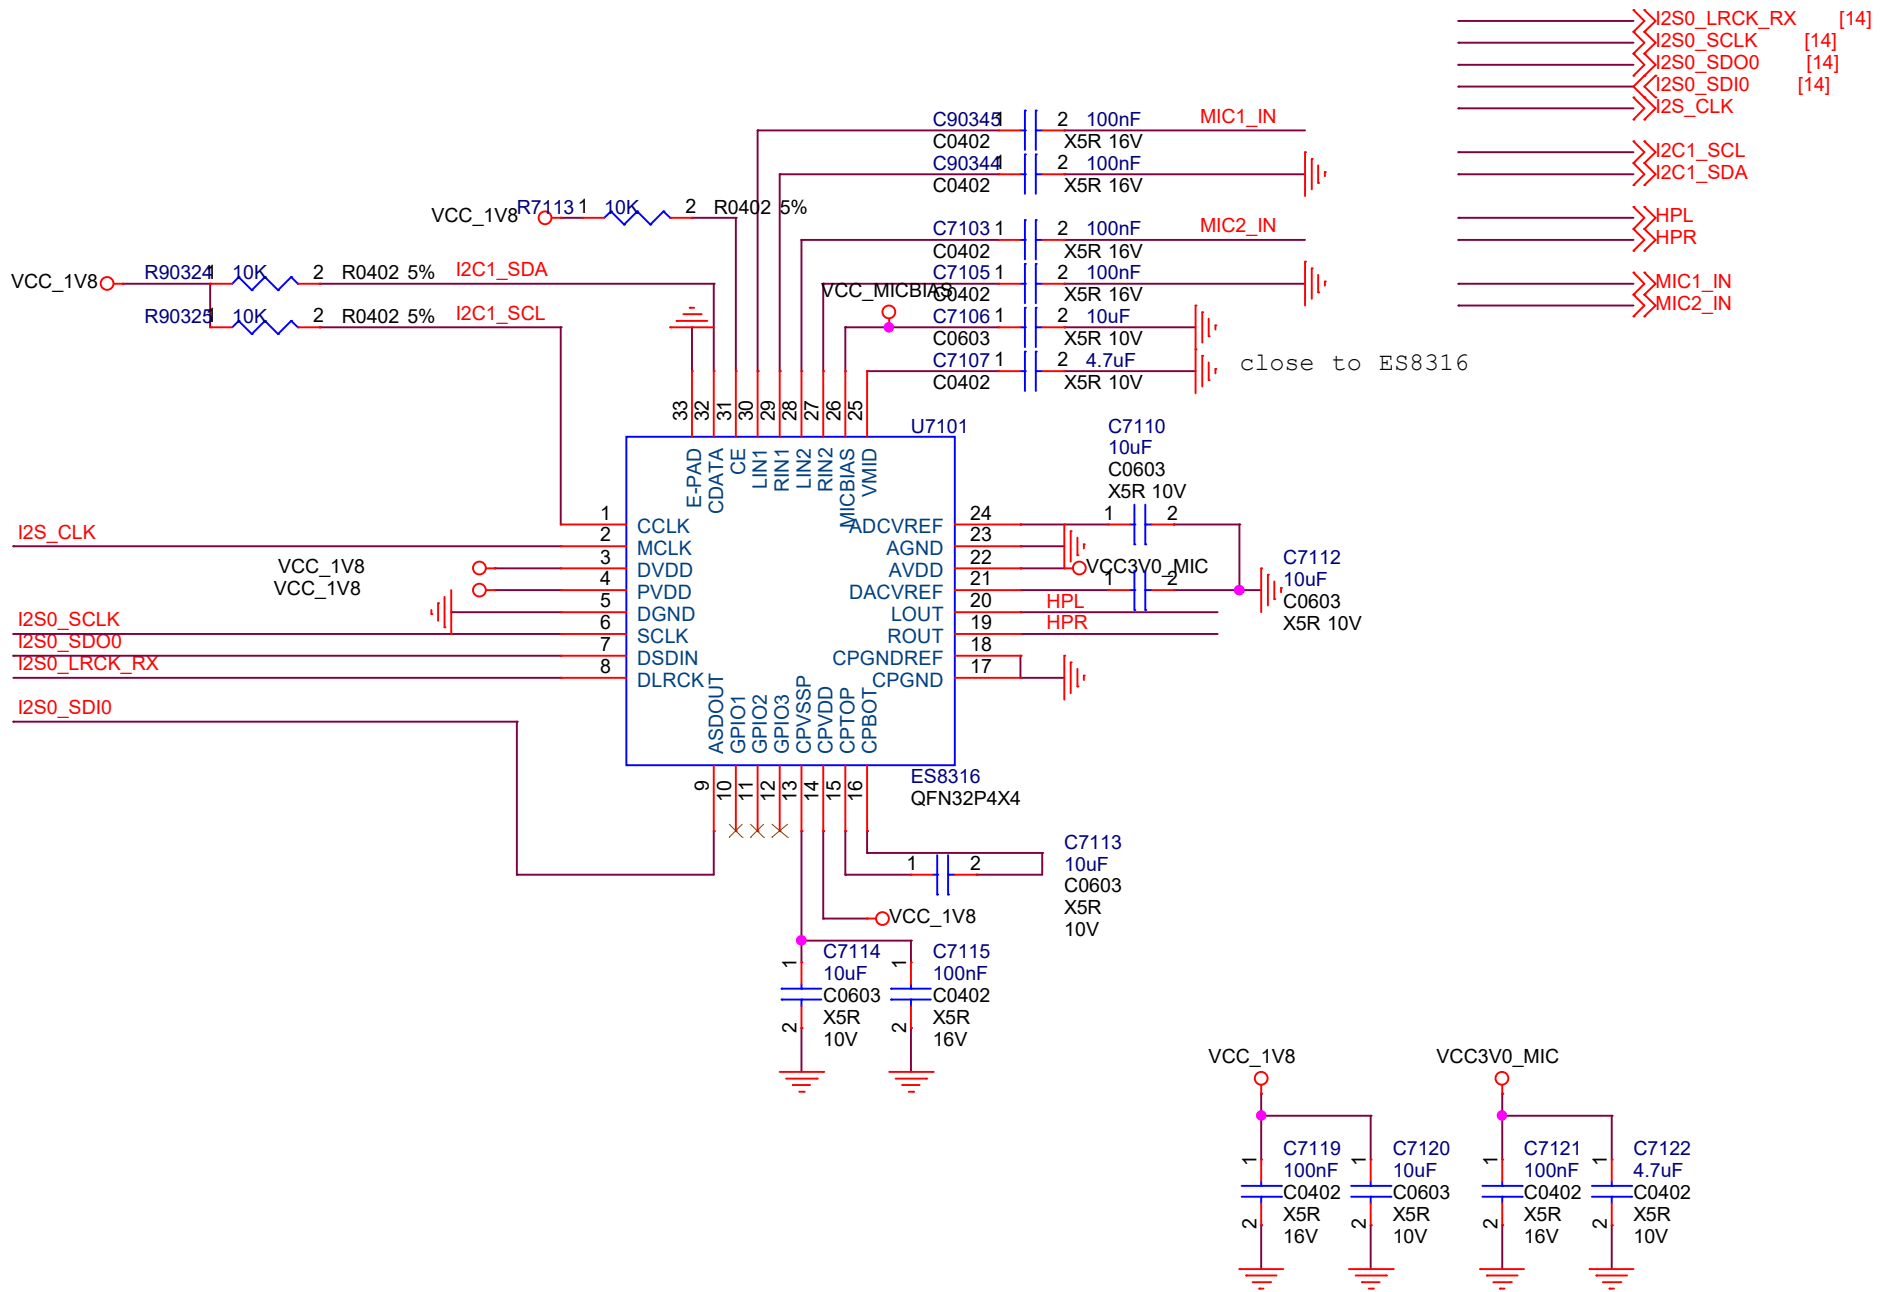 I2S0_LRCK_RX [14]
I2S0_SCLK [14]
I2S0_SDO0 [14]
I2S0_SDI0 [14]
I2S_CLK
I2C1_SCL
I2C1_SDA
HPL
HPR
MIC1_IN
MIC2_IN
C90345 1 2 100nF MIC1_IN
C0402 X5R 16V
C90344 1 2 100nF
C0402 X5R 16V
VCC_1V8 R7113 1 10K 2 R0402 5%
C7103 1 2 100nF MIC2_IN
C0402 X5R 16V
VCC_1V8 R90324 1 10K 2 R0402 5% I2C1_SDA
C7105 1 2 100nF
VCC_MICBIAS C0402 X5R 16V
R90325 1 10K 2 R0402 5% I2C1_SCL
C7106 1 2 10uF
C0603 X5R 10V
C7107 1 2 4.7uF
C0402 X5R 10V
close to ES8316
33 32 31 30 29 28 27 26 25
U7101
E-PAD CDATA CE LIN1 RIN1 LIN2 RIN2 MICBIAS VMID
C7110
10uF
C0603
X5R 10V
1 2
I2S_CLK
1 CCLK
2 MCLK
VCC_1V8 3 DVDD
VCC_1V8 4 PVDD
5 DGND
I2S0_SCLK 6 SCLK
I2S0_SDO0 7 DSDIN
I2S0_LRCK_RX 8 DLRCK
I2S0_SDI0
ADCVREF 24
AGND 23
AVDD 22 VCC3V0_MIC
DACVREF 21 1 2
LOUT 20 HPL
ROUT 19 HPR
CPGNDREF 18
CPGND 17
C7112
10uF
C0603
X5R 10V
ASDOUT GPIO1 GPIO2 GPIO3 CPVSSP CPVDD CPTOP CPBOT
9 10 11 12 13 14 15 16
ES8316
QFN32P4X4
1 2
C7113
10uF
C0603
X5R
10V
VCC_1V8
1 2
C7114
10uF
C0603
X5R
10V
1 2
C7115
100nF
C0402
X5R
16V
VCC_1V8
1 2
C7119
100nF
C0402
X5R
16V
1 2
C7120
10uF
C0603
X5R
10V
VCC3V0_MIC
1 2
C7121
100nF
C0402
X5R
16V
1 2
C7122
4.7uF
C0402
X5R
10V